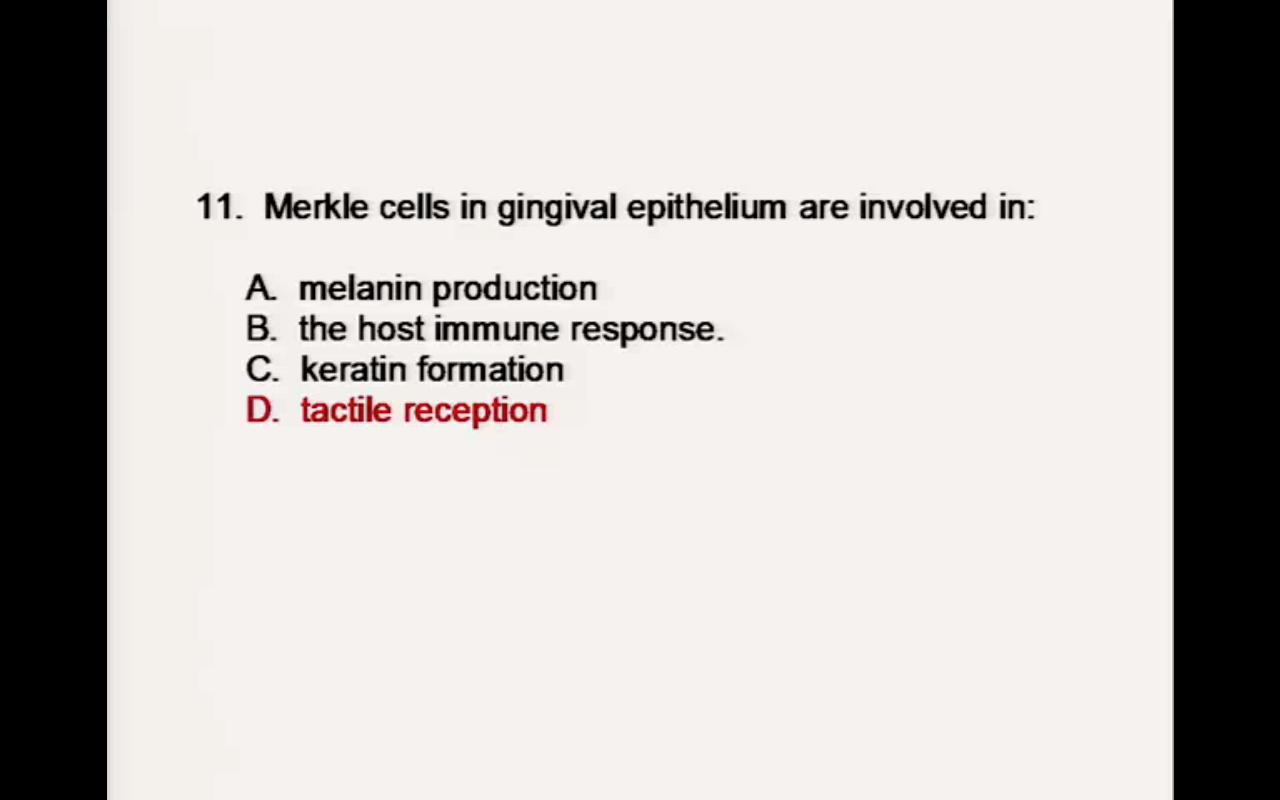 11. Merkle cells in gingival epithelium are involved in:
A. melanin production
B. the host immune response.
C. keratin formation
D. tactile reception